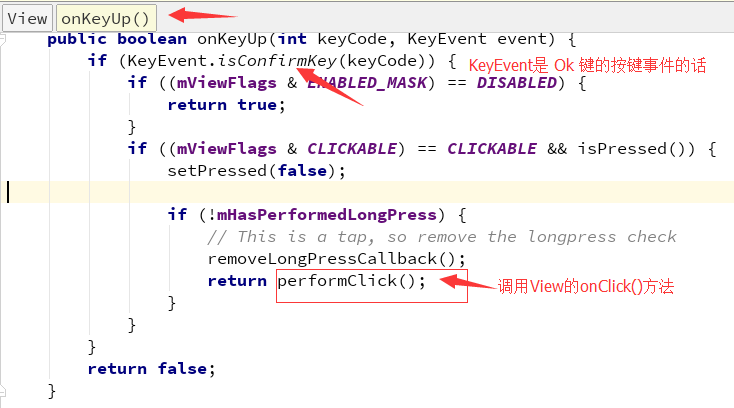 View onKeyUp()
public boolean onKeyUp(int keyCode, KeyEvent event) {
if (KeyEvent.isConfirmKey(keyCode)) { KeyEvent是 Ok 键的按键事件的话
if ((mViewFlags & ENABLED_MASK) == DISABLED) {
return true;
}
if ((mViewFlags & CLICKABLE) == CLICKABLE && isPressed()) {
setPressed(false);
if (!mHasPerformedLongPress) {
// This is a tap, so remove the longpress check
removeLongPressCallback();
return performClick(); 调用View的onClick()方法
}
}
}
return false;
}